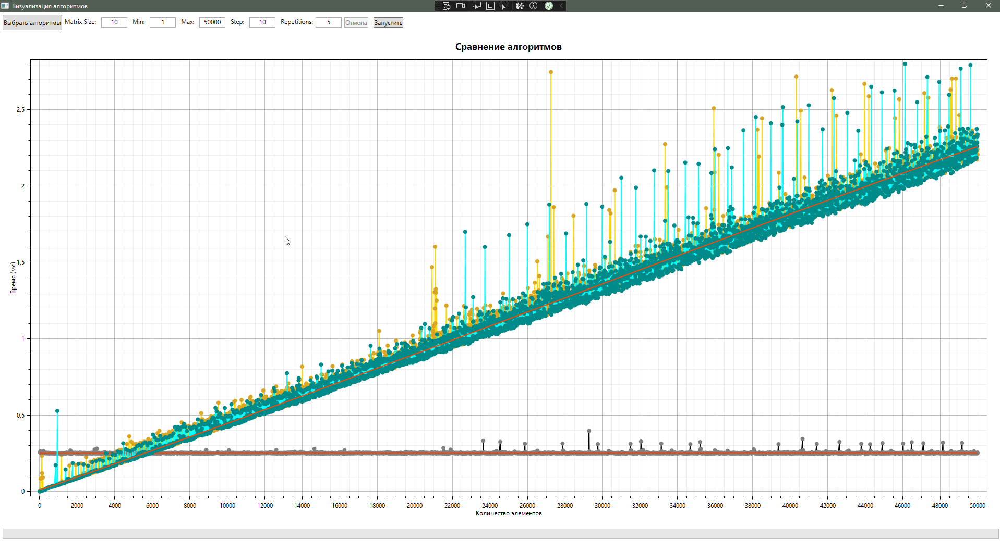 Визуализация алгоритмов
Выбрать алгоритмы Matrix Size: 10 Min: 1 Max: 50000 Step: 10 Repetitions: 5 Отмена Запустить
Сравнение алгоритмов
2,5
2
1,5
1
0,5
0
Время (мс)
0 2000 4000 6000 8000 10000 12000 14000 16000 18000 20000 22000 24000 26000 28000 30000 32000 34000 36000 38000 40000 42000 44000 46000 48000 50000
Количество элементов